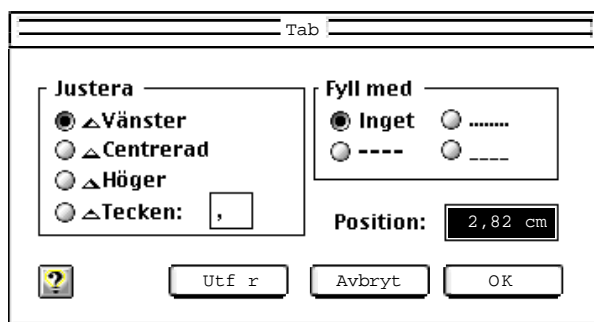 Tab
Justera
Vänster
Centrerad
Höger
Tecken: ,
Fyll med
Inget ........
---- ____
Position: 2,82 cm
? Utf r Avbryt OK